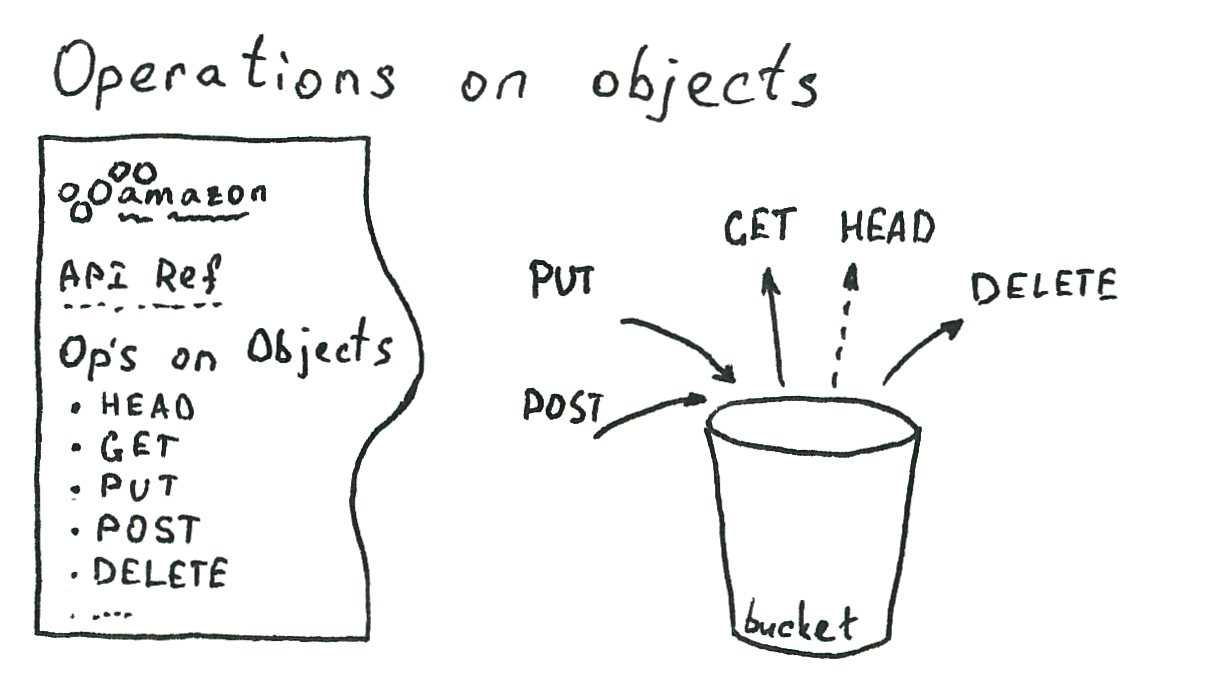 Operations on objects
amazon
API Ref
Op's on Objects
• HEAD
• GET
• PUT
• POST
• DELETE
PUT
POST
GET
HEAD
DELETE
bucket